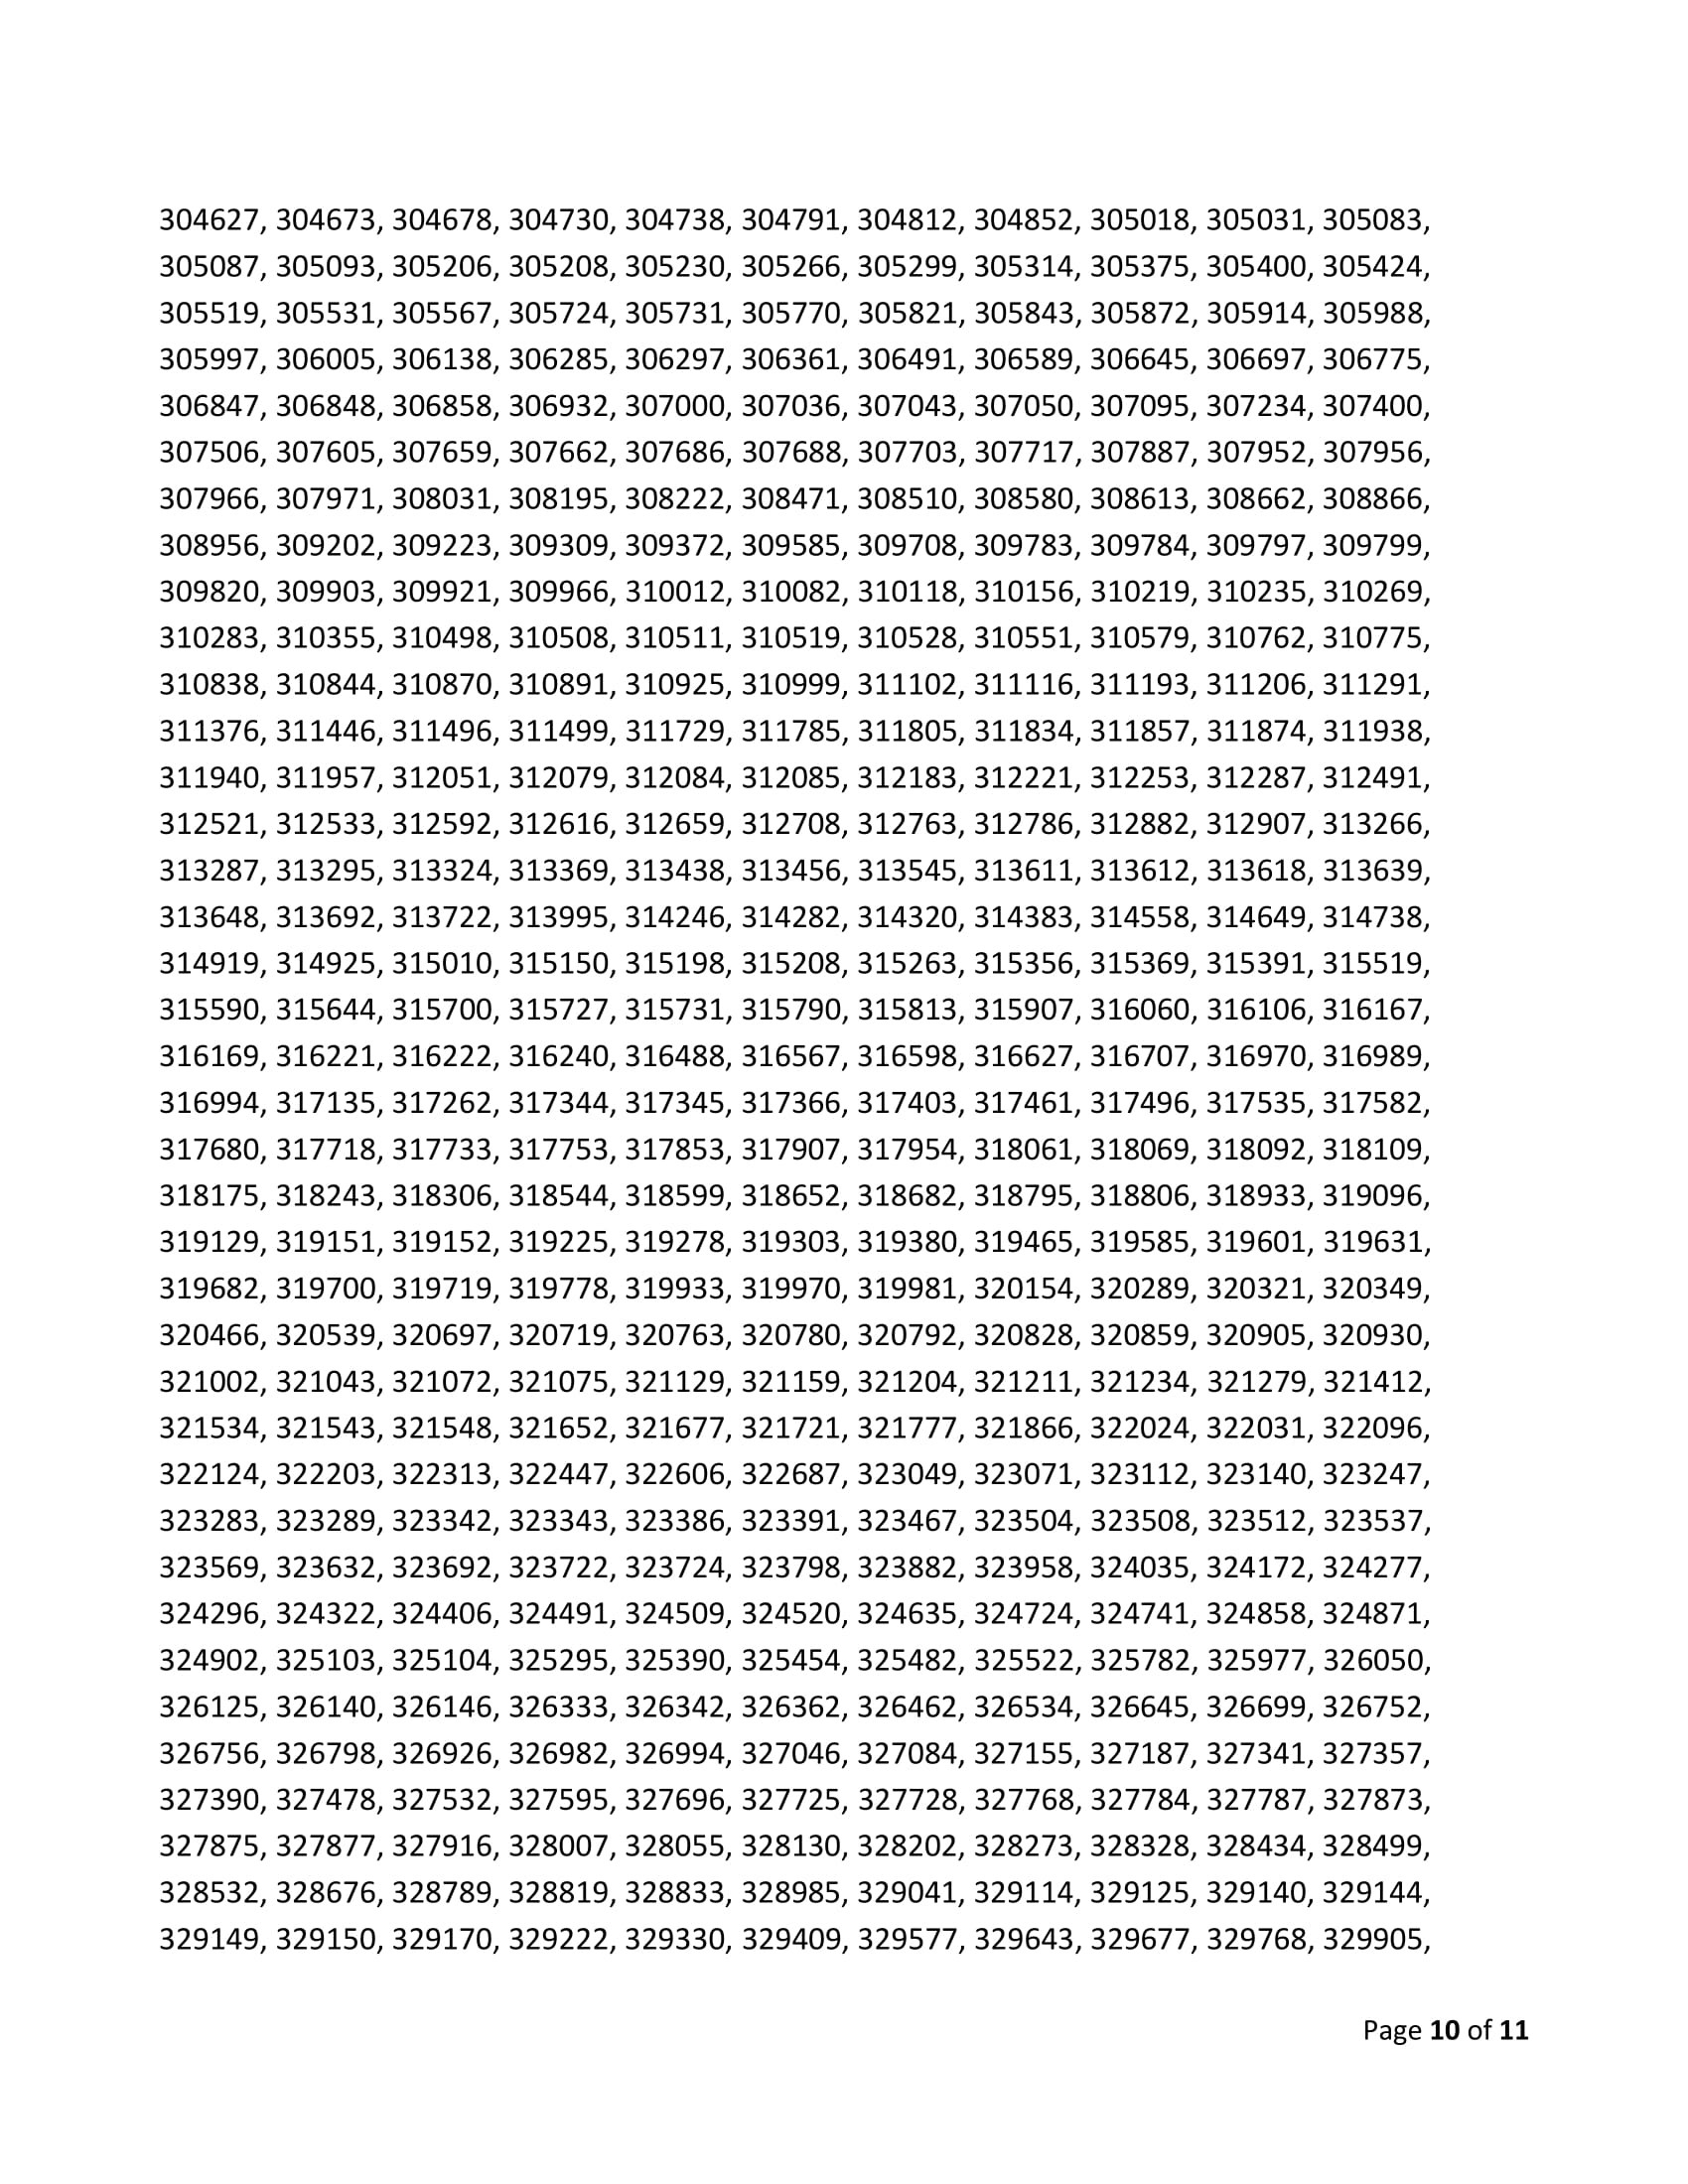 304627, 304673, 304678, 304730, 304738, 304791, 304812, 304852, 305018, 305031, 305083,
305087, 305093, 305206, 305208, 305230, 305266, 305299, 305314, 305375, 305400, 305424,
305519, 305531, 305567, 305724, 305731, 305770, 305821, 305843, 305872, 305914, 305988,
305997, 306005, 306138, 306285, 306297, 306361, 306491, 306589, 306645, 306697, 306775,
306847, 306848, 306858, 306932, 307000, 307036, 307043, 307050, 307095, 307234, 307400,
307506, 307605, 307659, 307662, 307686, 307688, 307703, 307717, 307887, 307952, 307956,
307966, 307971, 308031, 308195, 308222, 308471, 308510, 308580, 308613, 308662, 308866,
308956, 309202, 309223, 309309, 309372, 309585, 309708, 309783, 309784, 309797, 309799,
309820, 309903, 309921, 309966, 310012, 310082, 310118, 310156, 310219, 310235, 310269,
310283, 310355, 310498, 310508, 310511, 310519, 310528, 310551, 310579, 310762, 310775,
310838, 310844, 310870, 310891, 310925, 310999, 311102, 311116, 311193, 311206, 311291,
311376, 311446, 311496, 311499, 311729, 311785, 311805, 311834, 311857, 311874, 311938,
311940, 311957, 312051, 312079, 312084, 312085, 312183, 312221, 312253, 312287, 312491,
312521, 312533, 312592, 312616, 312659, 312708, 312763, 312786, 312882, 312907, 313266,
313287, 313295, 313324, 313369, 313438, 313456, 313545, 313611, 313612, 313618, 313639,
313648, 313692, 313722, 313995, 314246, 314282, 314320, 314383, 314558, 314649, 314738,
314919, 314925, 315010, 315150, 315198, 315208, 315263, 315356, 315369, 315391, 315519,
315590, 315644, 315700, 315727, 315731, 315790, 315813, 315907, 316060, 316106, 316167,
316169, 316221, 316222, 316240, 316488, 316567, 316598, 316627, 316707, 316970, 316989,
316994, 317135, 317262, 317344, 317345, 317366, 317403, 317461, 317496, 317535, 317582,
317680, 317718, 317733, 317753, 317853, 317907, 317954, 318061, 318069, 318092, 318109,
318175, 318243, 318306, 318544, 318599, 318652, 318682, 318795, 318806, 318933, 319096,
319129, 319151, 319152, 319225, 319278, 319303, 319380, 319465, 319585, 319601, 319631,
319682, 319700, 319719, 319778, 319933, 319970, 319981, 320154, 320289, 320321, 320349,
320466, 320539, 320697, 320719, 320763, 320780, 320792, 320828, 320859, 320905, 320930,
321002, 321043, 321072, 321075, 321129, 321159, 321204, 321211, 321234, 321279, 321412,
321534, 321543, 321548, 321652, 321677, 321721, 321777, 321866, 322024, 322031, 322096,
322124, 322203, 322313, 322447, 322606, 322687, 323049, 323071, 323112, 323140, 323247,
323283, 323289, 323342, 323343, 323386, 323391, 323467, 323504, 323508, 323512, 323537,
323569, 323632, 323692, 323722, 323724, 323798, 323882, 323958, 324035, 324172, 324277,
324296, 324322, 324406, 324491, 324509, 324520, 324635, 324724, 324741, 324858, 324871,
324902, 325103, 325104, 325295, 325390, 325454, 325482, 325522, 325782, 325977, 326050,
326125, 326140, 326146, 326333, 326342, 326362, 326462, 326534, 326645, 326699, 326752,
326756, 326798, 326926, 326982, 326994, 327046, 327084, 327155, 327187, 327341, 327357,
327390, 327478, 327532, 327595, 327696, 327725, 327728, 327768, 327784, 327787, 327873,
327875, 327877, 327916, 328007, 328055, 328130, 328202, 328273, 328328, 328434, 328499,
328532, 328676, 328789, 328819, 328833, 328985, 329041, 329114, 329125, 329140, 329144,
329149, 329150, 329170, 329222, 329330, 329409, 329577, 329643, 329677, 329768, 329905,
Page 10 of 11